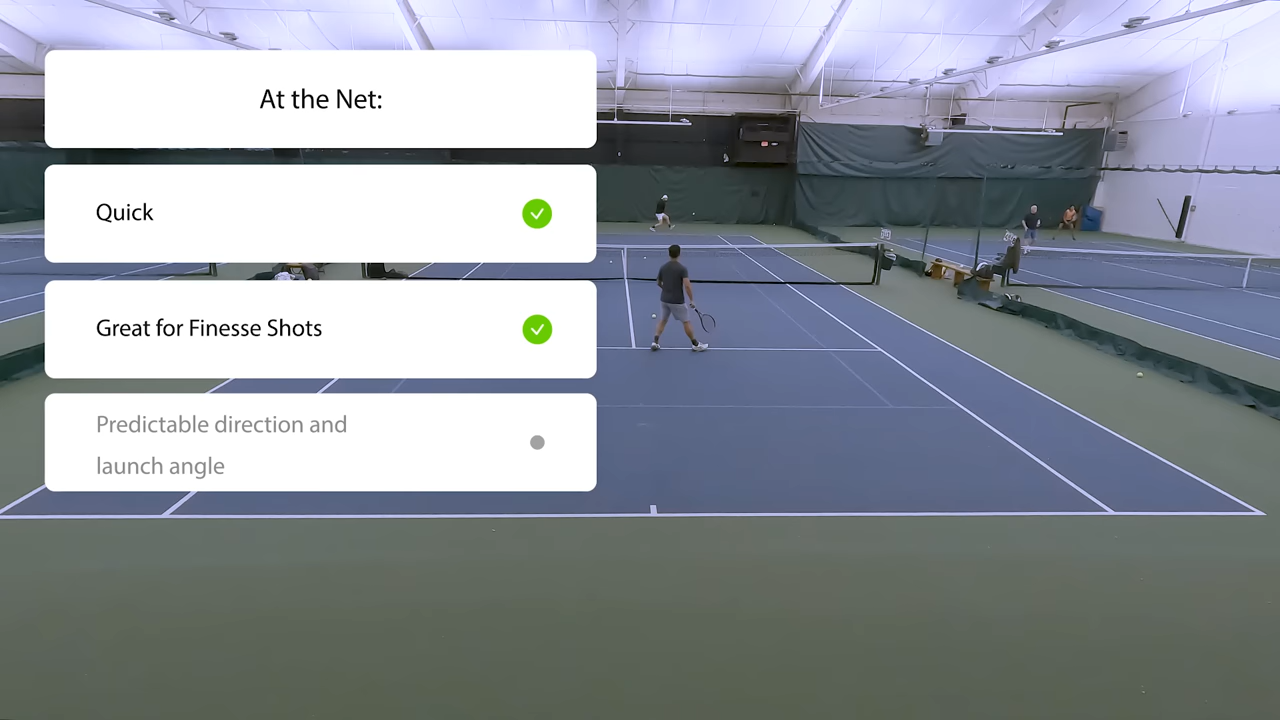 At the Net:
Quick
Great for Finesse Shots
Predictable direction and
launch angle